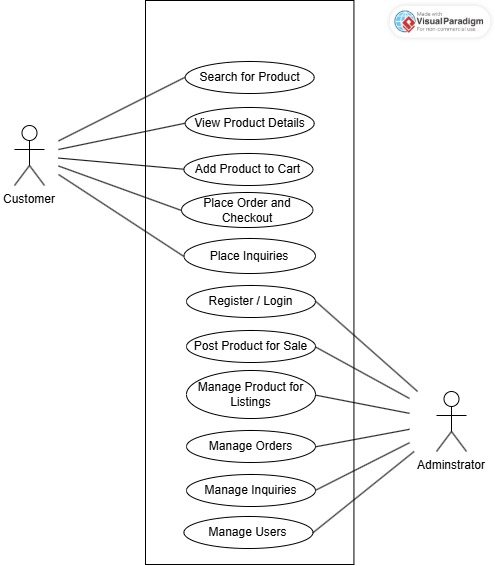 Made with
VisualParadigm
For non-commercial use
Search for Product
View Product Details
Add Product to Cart
Customer
Place Order and
Checkout
Place Inquiries
Register / Login
Post Product for Sale
Manage Product for
Listings
Manage Orders
Adminstrator
Manage Inquiries
Manage Users